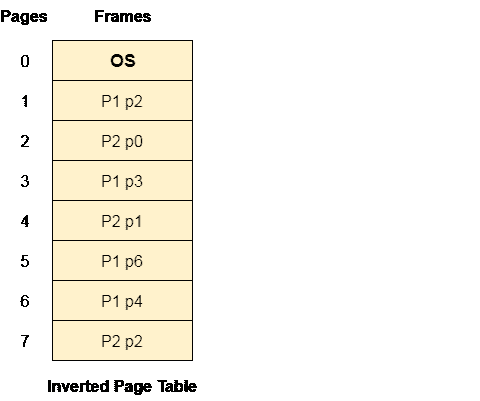 Pages Frames
0 OS
1 P1 p2
2 P2 p0
3 P1 p3
4 P2 p1
5 P1 p6
6 P1 p4
7 P2 p2
Inverted Page Table